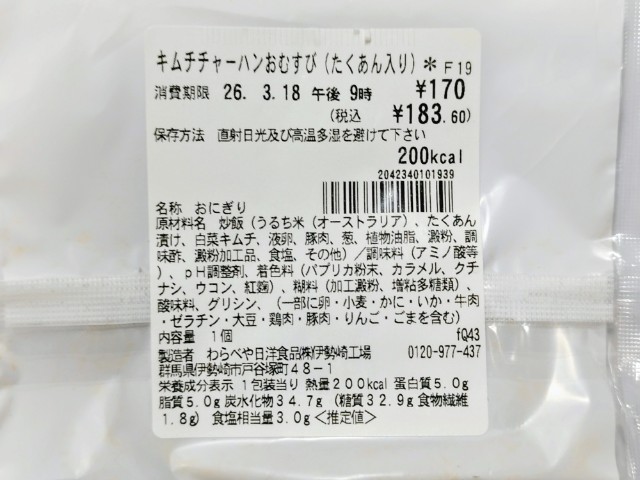 キムチチャーハンおむすび(たくあん入り)＊F19
消費期限 26. 3.18 午後 9時 ¥170
(税込 ¥183.60)
保存方法 直射日光及び高温多湿を避けて下さい
200kcal
2042340101939
名称 おにぎり
原材料名 炒飯(うるち米(オーストラリア)、たくあん
漬け、白菜キムチ、液卵、豚肉、葱、植物油脂、澱粉、調
味酢、澱粉加工品、食塩、その他)／調味料(アミノ酸等)
、pH調整剤、着色料(パプリカ粉末、カラメル、クチ
ナシ、ウコン、紅麹)、糊料(加工澱粉、増粘多糖類)、
酸味料、グリシン、(一部に卵・小麦・かに・いか・牛肉
・ゼラチン・大豆・鶏肉・豚肉・りんご・ごまを含む)
内容量 1個 fQ43
製造者 わらべや日洋食品㈱伊勢崎工場 0120-977-437
群馬県伊勢崎市戸谷塚町48-1
栄養成分表示 1包装当り 熱量200kcal 蛋白質5.0g
脂質5.0g 炭水化物34.7g (糖質32.9g 食物繊維
1.8g) 食塩相当量3.0g＜推定値＞